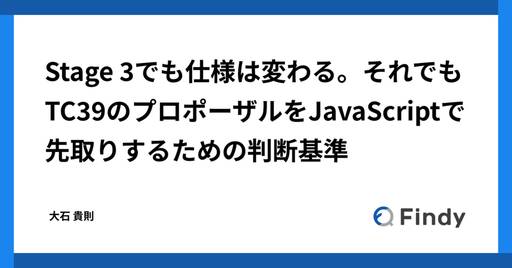 Stage 3でも仕様は変わる。それでも
TC39のプロポーザルをJavaScriptで
先取りするための判断基準
大石 貴則
Findy